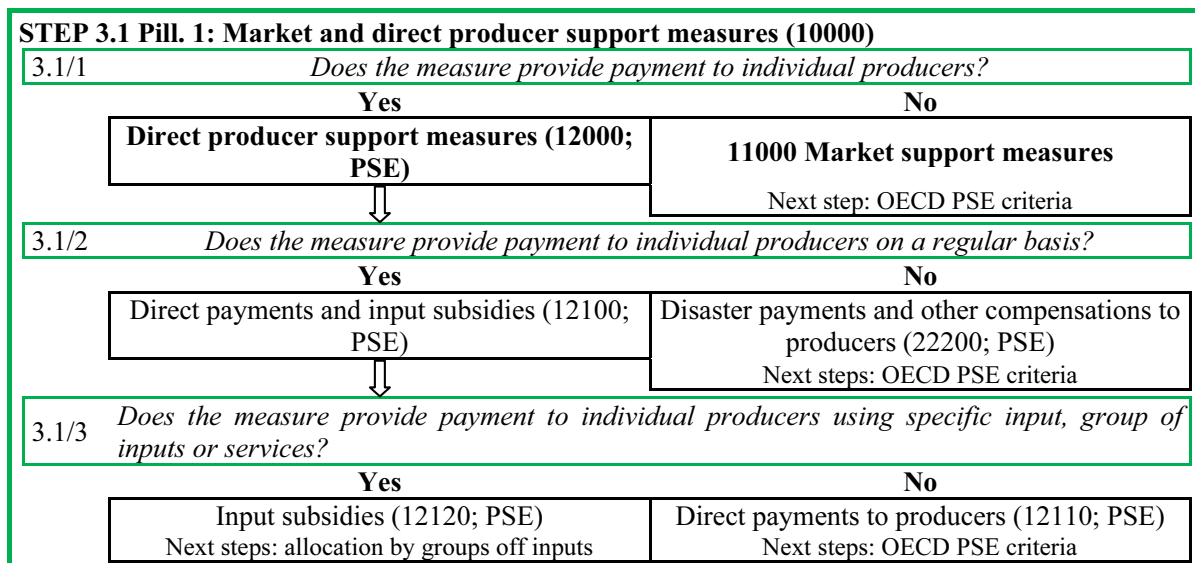 STEP 3.1 Pill. 1: Market and direct producer support measures (10000)
3.1/1 Does the measure provide payment to individual producers?
Yes No
Direct producer support measures (12000;
PSE)
11000 Market support measures
Next step: OECD PSE criteria
3.1/2 Does the measure provide payment to individual producers on a regular basis?
Yes No
Direct payments and input subsidies (12100;
PSE)
Disaster payments and other compensations to
producers (22200; PSE)
Next steps: OECD PSE criteria
3.1/3 Does the measure provide payment to individual producers using specific input, group of
inputs or services?
Yes No
Input subsidies (12120; PSE)
Next steps: allocation by groups off inputs
Direct payments to producers (12110; PSE)
Next steps: OECD PSE criteria